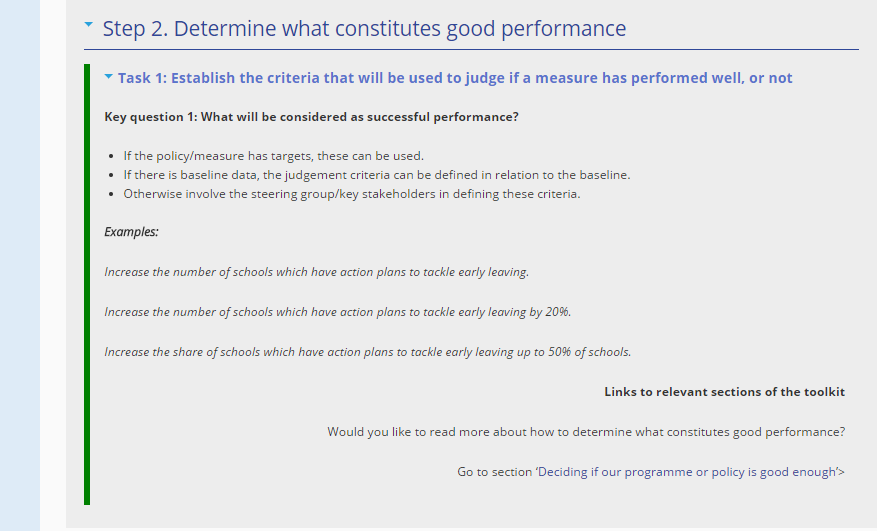 Step 2. Determine what constitutes good performance
Task 1: Establish the criteria that will be used to judge if a measure has performed well, or not
Key question 1: What will be considered as successful performance?
• If the policy/measure has targets, these can be used.
• If there is baseline data, the judgement criteria can be defined in relation to the baseline.
• Otherwise involve the steering group/key stakeholders in defining these criteria.
Examples:
Increase the number of schools which have action plans to tackle early leaving.
Increase the number of schools which have action plans to tackle early leaving by 20%.
Increase the share of schools which have action plans to tackle early leaving up to 50% of schools.
Links to relevant sections of the toolkit
Would you like to read more about how to determine what constitutes good performance?
Go to section ‘Deciding if our programme or policy is good enough’>